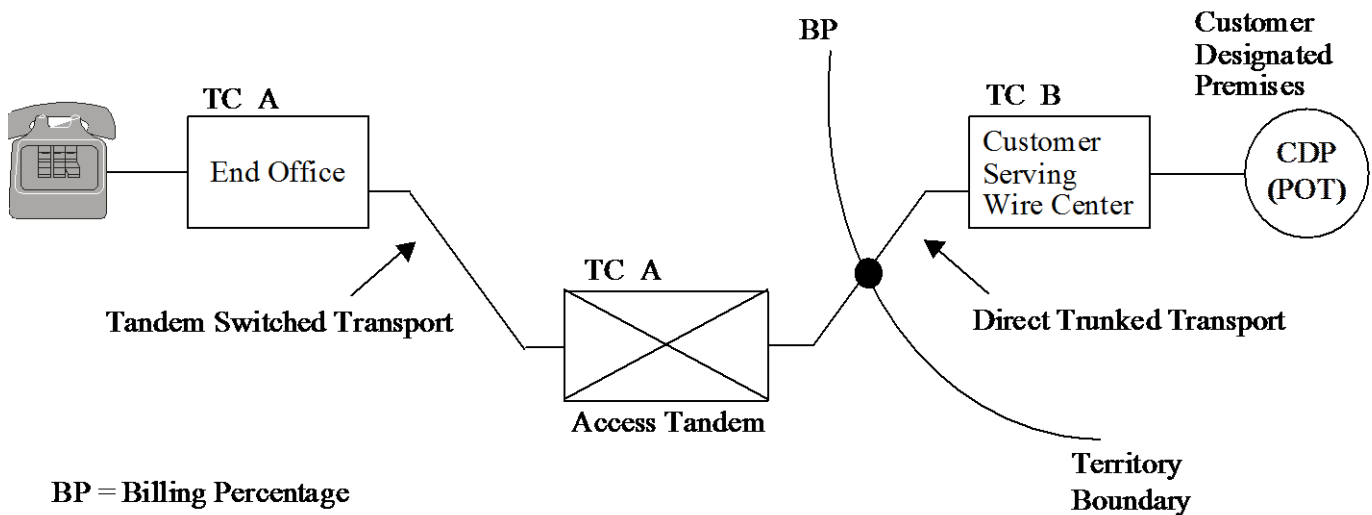 BP
Customer
Designated
Premises
TC A
End Office
TC B
Customer
Serving
Wire Center
CDP
(POT)
TC A
Tandem Switched Transport
Direct Trunked Transport
Access Tandem
Territory
Boundary
BP = Billing Percentage